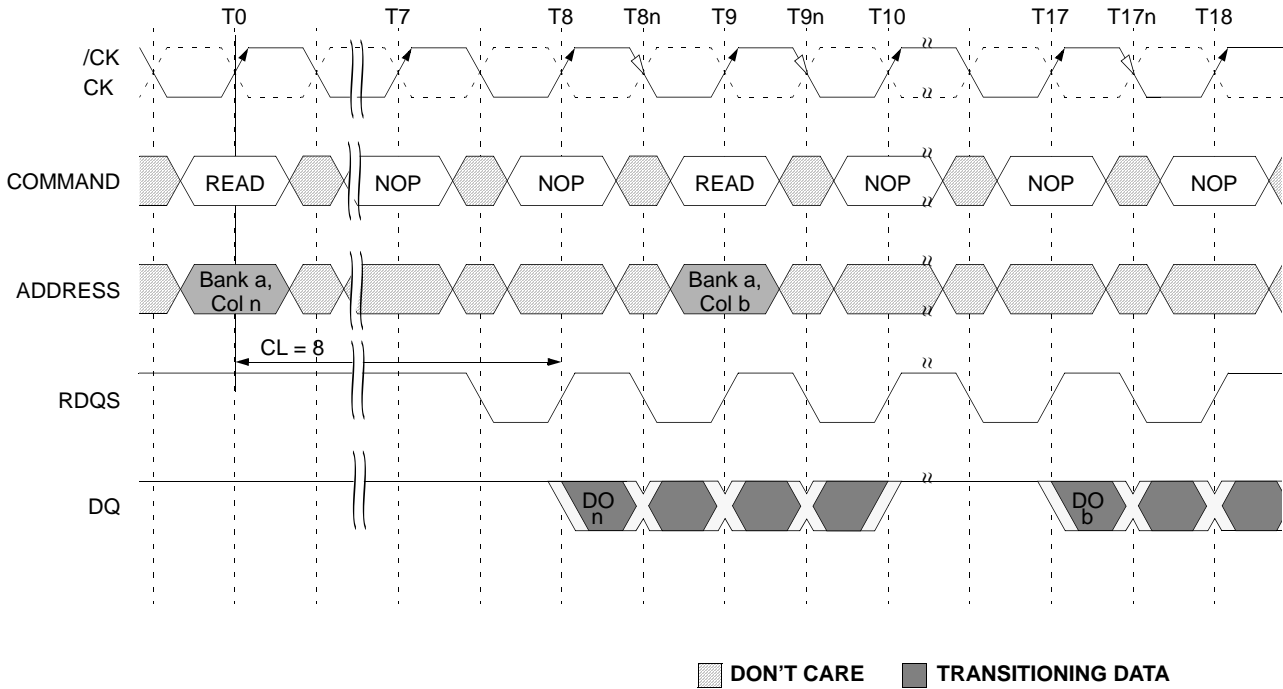 T0 T7 T8 T8n T9 T9n T10 T17 T17n T18
/CK
CK
COMMAND READ NOP NOP READ NOP NOP NOP
ADDRESS Bank a, Col n Bank a, Col b
CL = 8
RDQS
DQ DO n DO b
DON'T CARE TRANSITIONING DATA